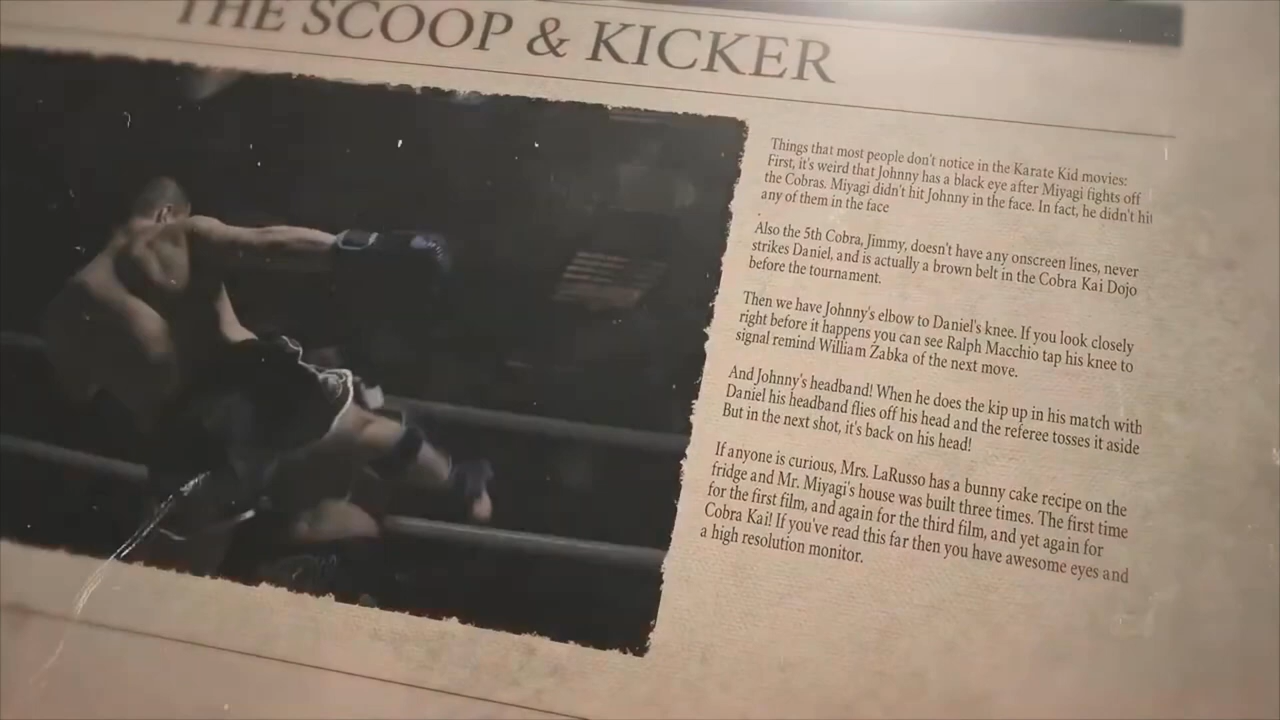 THE SCOOP & KICKER
Things that most people don't notice in the Karate Kid movies:
First, it's weird that Johnny has a black eye after Miyagi fights off
the Cobras. Miyagi didn't hit Johnny in the face. In fact, he didn't hit
any of them in the face
.
Also the 5th Cobra, Jimmy, doesn't have any onscreen lines, never
strikes Daniel, and is actually a brown belt in the Cobra Kai Dojo
before the tournament.
Then we have Johnny's elbow to Daniel's knee. If you look closely
right before it happens you can see Ralph Macchio tap his knee to
signal remind William Zabka of the next move.
And Johnny's headband! When he does the kip up in his match with
Daniel his headband flies off his head and the referee tosses it aside
But in the next shot, it's back on his head!
If anyone is curious, Mrs. LaRusso has a bunny cake recipe on the
fridge and Mr. Miyagi's house was built three times. The first time
for the first film, and again for the third film, and yet again for
Cobra Kai! If you've read this far then you have awesome eyes and
a high resolution monitor.